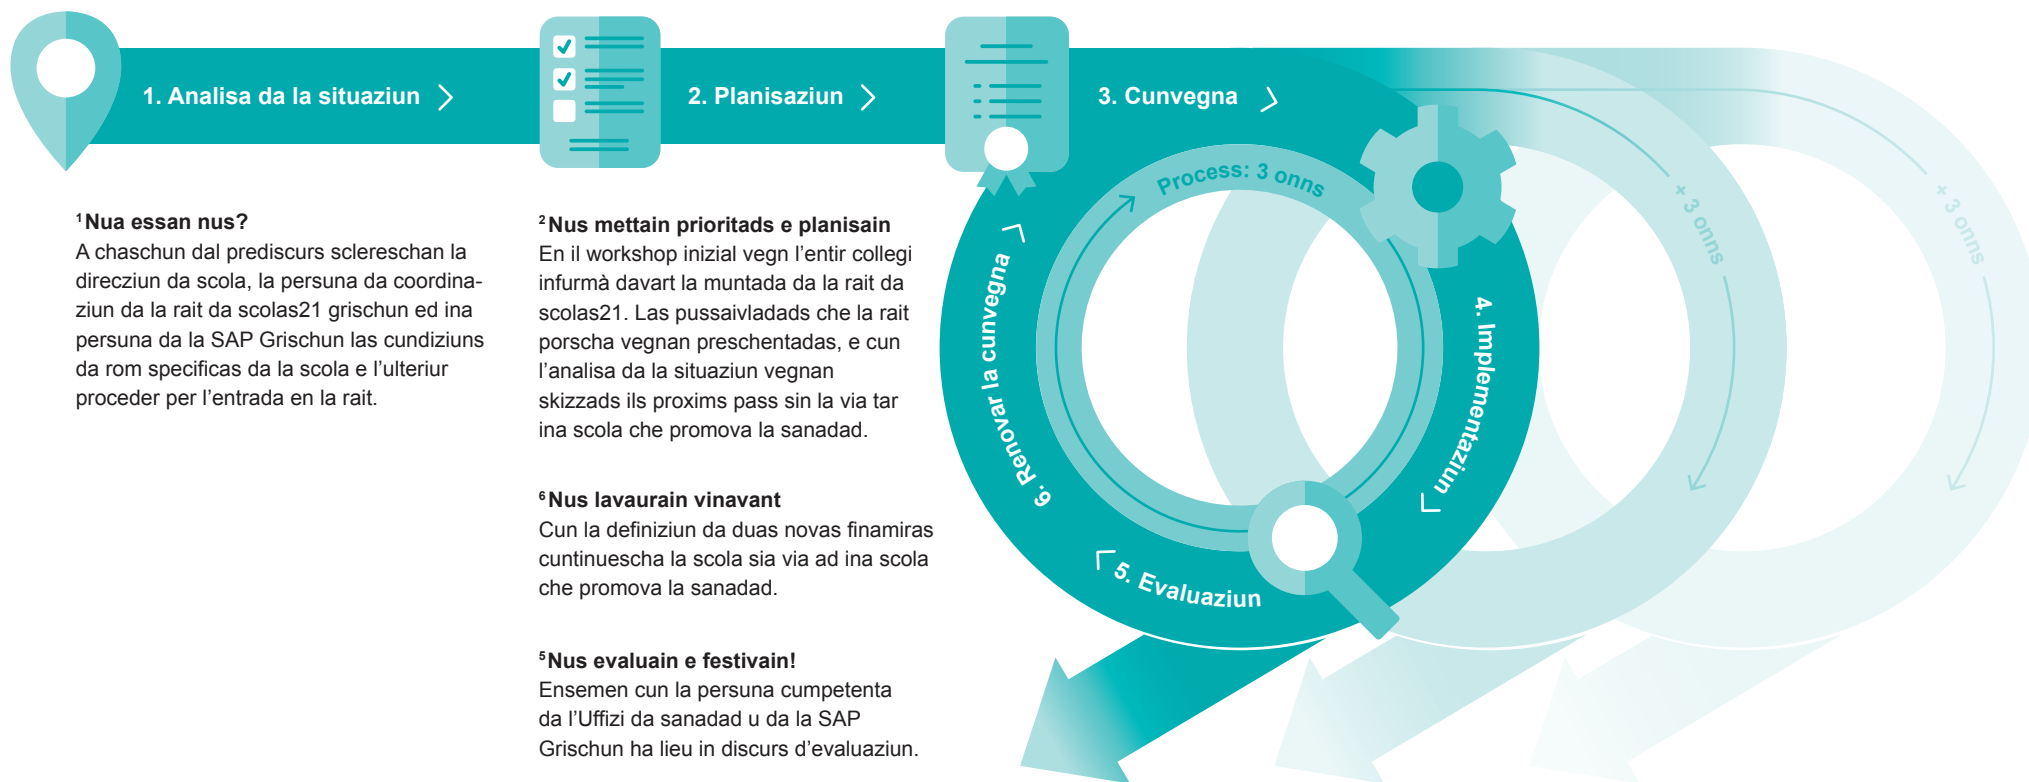 1. Analisa da la situaziun
2. Planisaziun
3. Cunvegna
Process: 3 onns
+ 3 onns
+ 3 onns
4. Implementaziun
5. Evaluaziun
6. Renovar la cunvegna
¹Nua essan nus?
A chaschun dal prediscurs sclereschan la
direcziun da scola, la persuna da coordina-
ziun da la rait da scolas21 grischun ed ina
persuna da la SAP Grischun las cundiziuns
da rom specificas da la scola e l’ulteriur
proceder per l’entrada en la rait.
²Nus mettain prioritads e planisain
En il workshop inizial vegn l’entir collegi
infurmà davart la muntada da la rait da
scolas21. Las pussaivladads che la rait
porscha vegnan preschentadas, e cun
l’analisa da la situaziun vegnan
skizzads ils proxims pass sin la via tar
ina scola che promova la sanadad.
⁶Nus lavaurain vinavant
Cun la definiziun da duas novas finamiras
cuntinuescha la scola sia via ad ina scola
che promova la sanadad.
⁵Nus evaluain e festivain!
Ensemen cun la persuna cumpetenta
da l’Uffizi da sanadad u da la SAP
Grischun ha lieu in discurs d’evaluaziun.